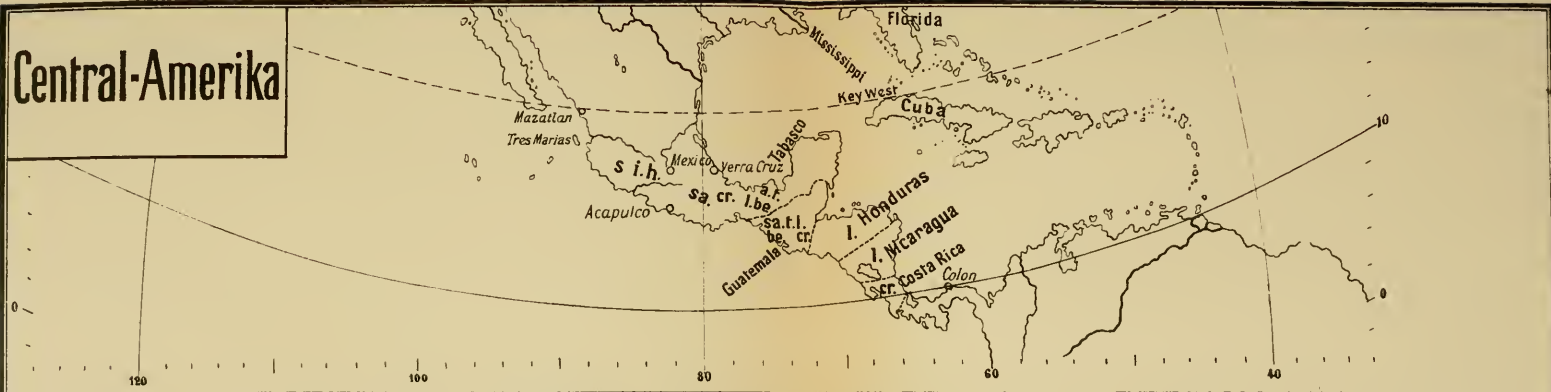 Central-Amerika
Florida
Mississippi
Key West
Cuba
Mazatlan
Tres Marias
Tabasco
Mexico
Verra Cruz
s i.h.
a.t.
sa. cr. l.be
Acapulco
sa.t.l.
be. cr.
Guatemala
l. Honduras
l. Nicaragua
Costa Rica
cr.
Colon
10
0
0
120
100
80
60
40